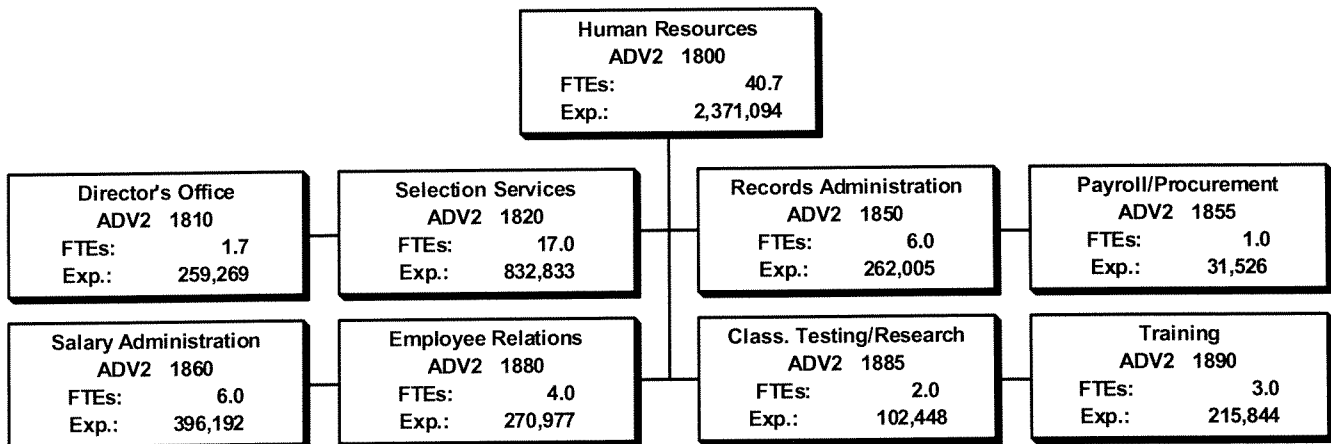 Human Resources
ADV2 1800
FTEs: 40.7
Exp.: 2,371,094
Director's Office
ADV2 1810
FTEs: 1.7
Exp.: 259,269
Selection Services
ADV2 1820
FTEs: 17.0
Exp.: 832,833
Records Administration
ADV2 1850
FTEs: 6.0
Exp.: 262,005
Payroll/Procurement
ADV2 1855
FTEs: 1.0
Exp.: 31,526
Salary Administration
ADV2 1860
FTEs: 6.0
Exp.: 396,192
Employee Relations
ADV2 1880
FTEs: 4.0
Exp.: 270,977
Class. Testing/Research
ADV2 1885
FTEs: 2.0
Exp.: 102,448
Training
ADV2 1890
FTEs: 3.0
Exp.: 215,844